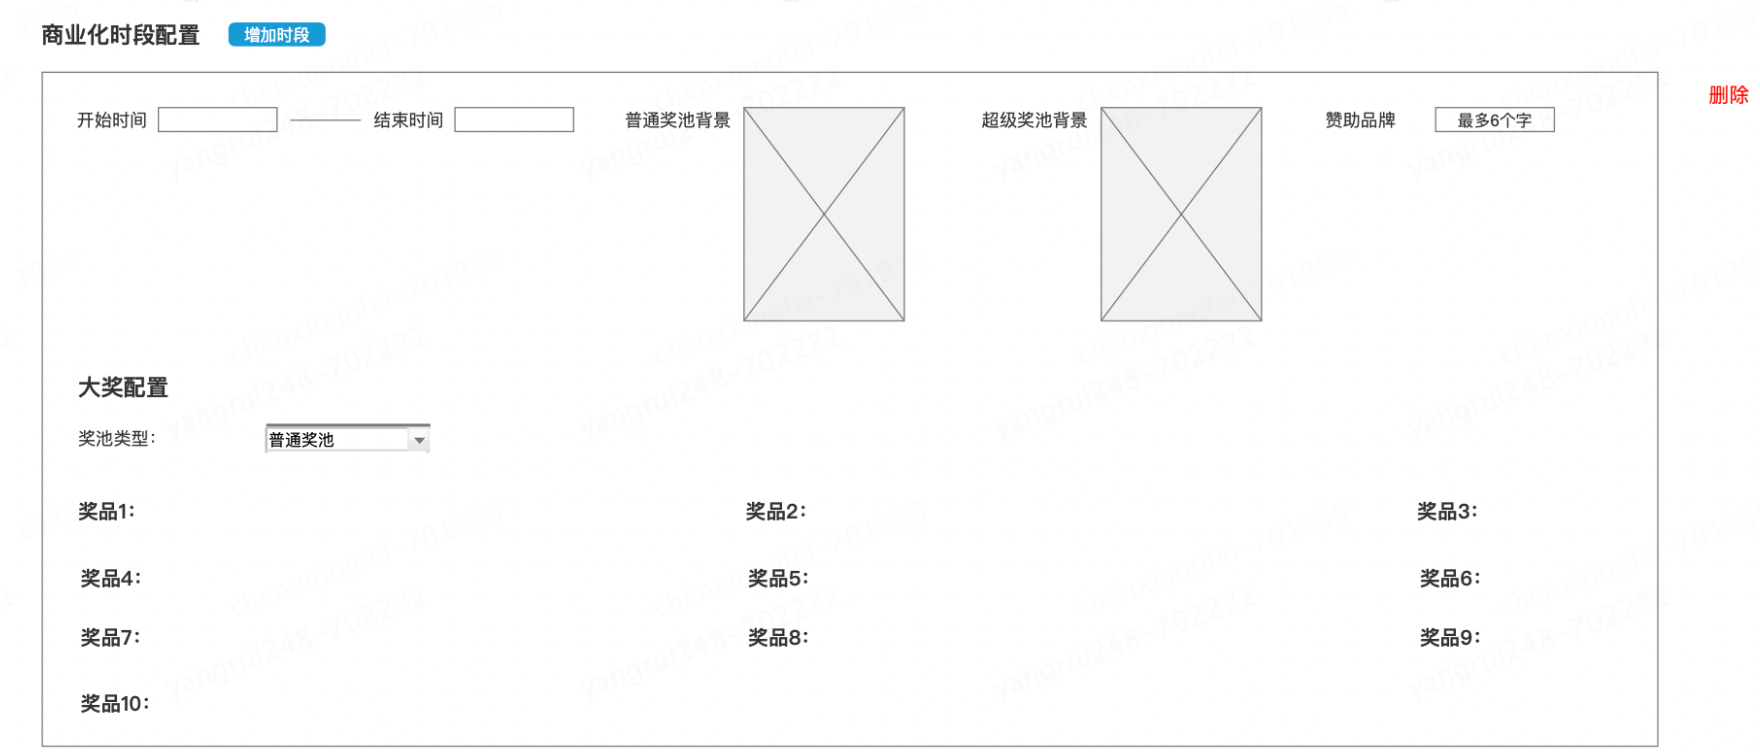 商业化时段配置 增加时段
删除
开始时间 结束时间 普通奖池背景 超级奖池背景 赞助品牌 最多6个字
大奖配置
奖池类型： 普通奖池
奖品1： 奖品2： 奖品3：
奖品4： 奖品5： 奖品6：
奖品7： 奖品8： 奖品9：
奖品10：
chenxiongfei-701958
yangrui248-702271